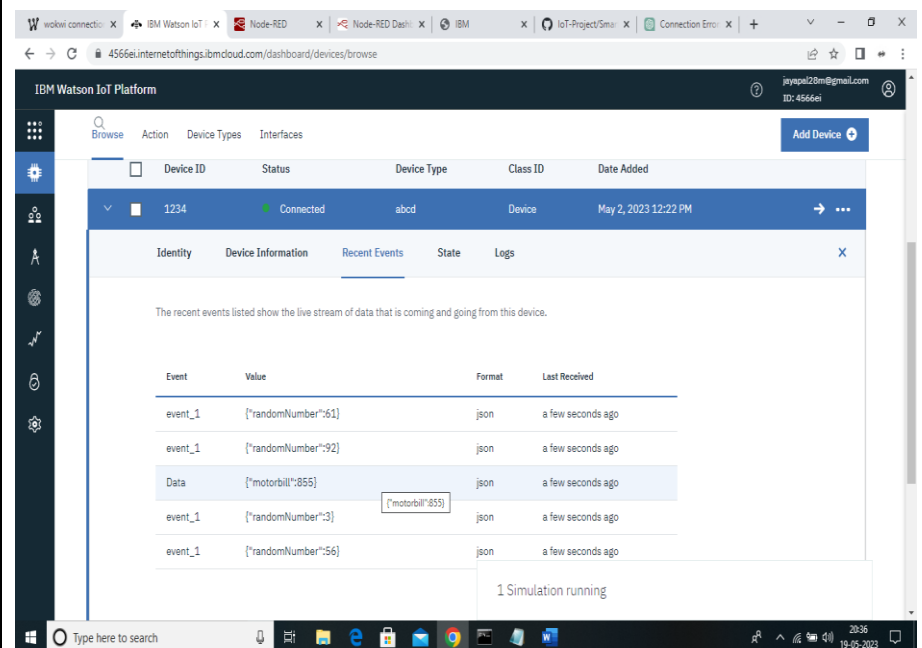 wokwi connection
IBM Watson IoT P
Node-RED
Node-RED Dashb
IBM
IoT-Project/Smar
Connection Error
4566ei.internetofthings.ibmcloud.com/dashboard/devices/browse
IBM Watson IoT Platform
jayapal28m@gmail.com
ID: 4566ei
Browse Action Device Types Interfaces
Add Device
Device ID Status Device Type Class ID Date Added
1234 Connected abcd Device May 2, 2023 12:22 PM
Identity Device Information Recent Events State Logs
The recent events listed show the live stream of data that is coming and going from this device.
Event Value Format Last Received
event_1 {"randomNumber":61} json a few seconds ago
event_1 {"randomNumber":92} json a few seconds ago
Data {"motorbill":855} json a few seconds ago
{"motorbill":855}
event_1 {"randomNumber":3} json a few seconds ago
event_1 {"randomNumber":56} json a few seconds ago
1 Simulation running
Type here to search
20:36
19-05-2023